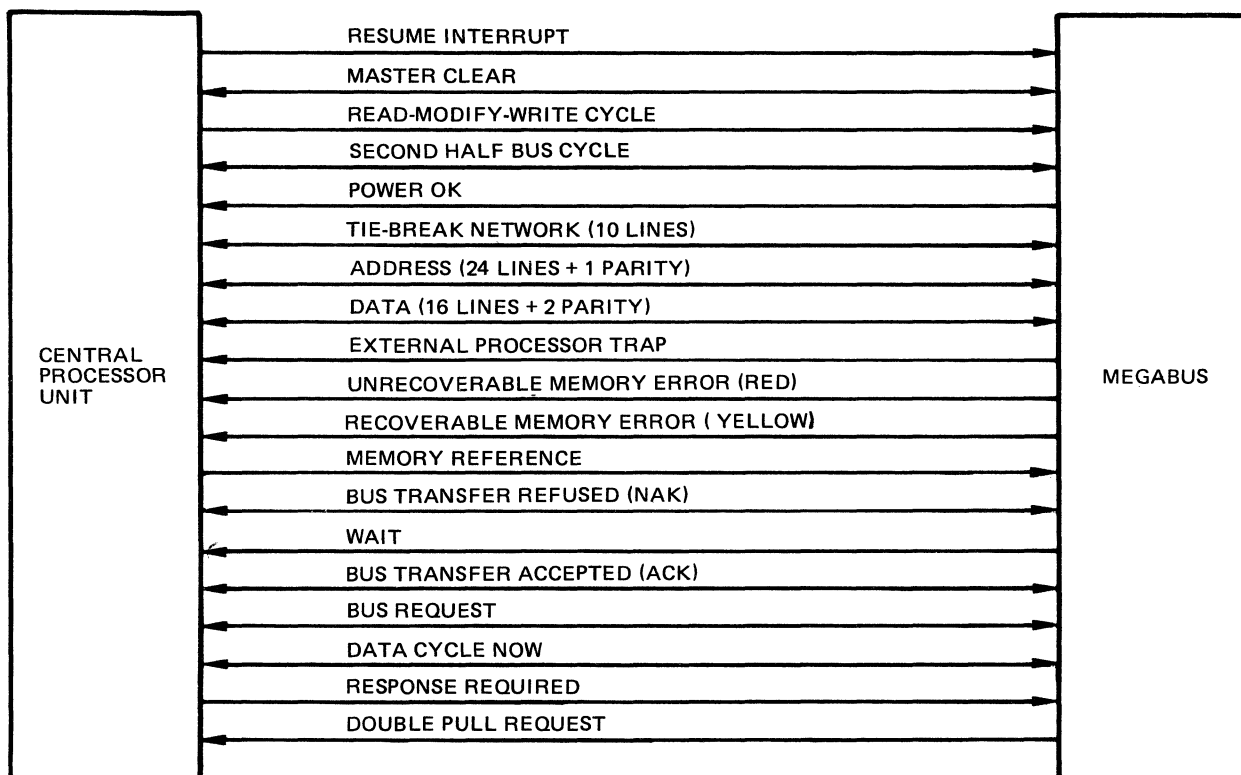 RESUME INTERRUPT
MASTER CLEAR
READ-MODIFY-WRITE CYCLE
SECOND HALF BUS CYCLE
POWER OK
TIE-BREAK NETWORK (10 LINES)
ADDRESS (24 LINES + 1 PARITY)
DATA (16 LINES + 2 PARITY)
EXTERNAL PROCESSOR TRAP
CENTRAL
PROCESSOR
UNIT
UNRECOVERABLE MEMORY ERROR (RED)
MEGABUS
RECOVERABLE MEMORY ERROR ( YELLOW)
MEMORY REFERENCE
BUS TRANSFER REFUSED (NAK)
WAIT
BUS TRANSFER ACCEPTED (ACK)
BUS REQUEST
DATA CYCLE NOW
RESPONSE REQUIRED
DOUBLE PULL REQUEST